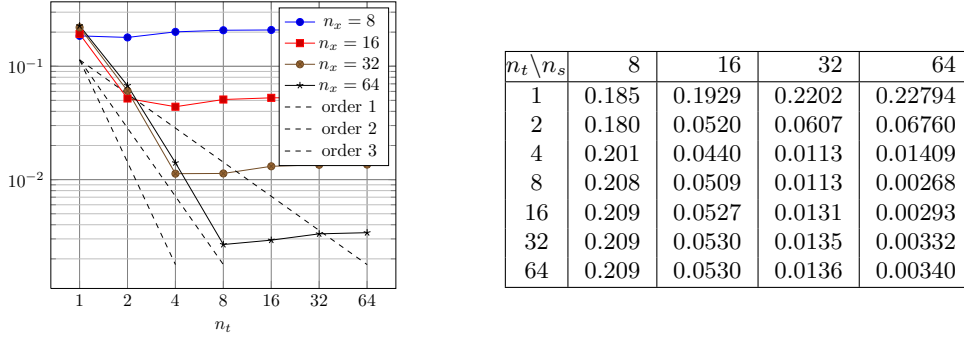 10^{-1}
10^{-2}
1 2 4 8 16 32 64
n_t
n_x = 8
n_x = 16
n_x = 32
n_x = 64
order 1
order 2
order 3
n_t\n_s 8 16 32 64
1 0.185 0.1929 0.2202 0.22794
2 0.180 0.0520 0.0607 0.06760
4 0.201 0.0440 0.0113 0.01409
8 0.208 0.0509 0.0113 0.00268
16 0.209 0.0527 0.0131 0.00293
32 0.209 0.0530 0.0135 0.00332
64 0.209 0.0530 0.0136 0.00340